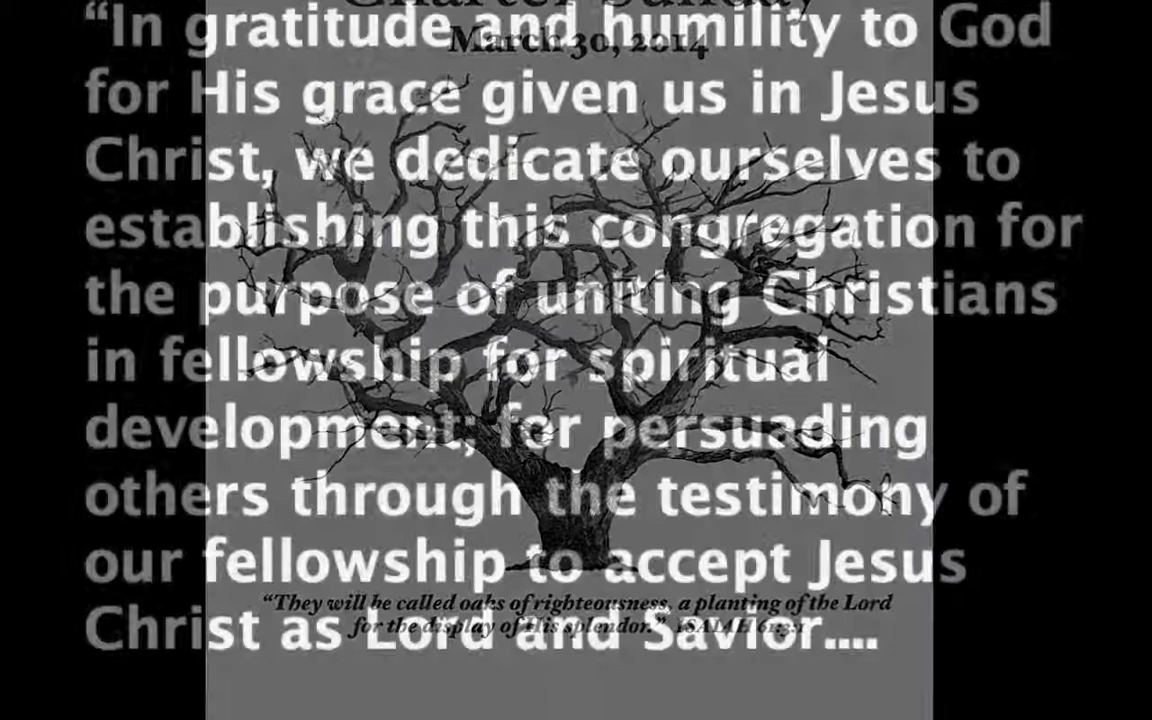 Charter Sunday
“In gratitude and humility to God
March 30, 2014
for His grace given us in Jesus
Christ, we dedicate ourselves to
establishing this congregation for
the purpose of uniting Christians
in fellowship for spiritual
development; for persuading
others through the testimony of
our fellowship to accept Jesus
“They will be called oaks of righteousness, a planting of the Lord
for the display of His splendor.” ISAIAH
Christ as Lord and Savior....